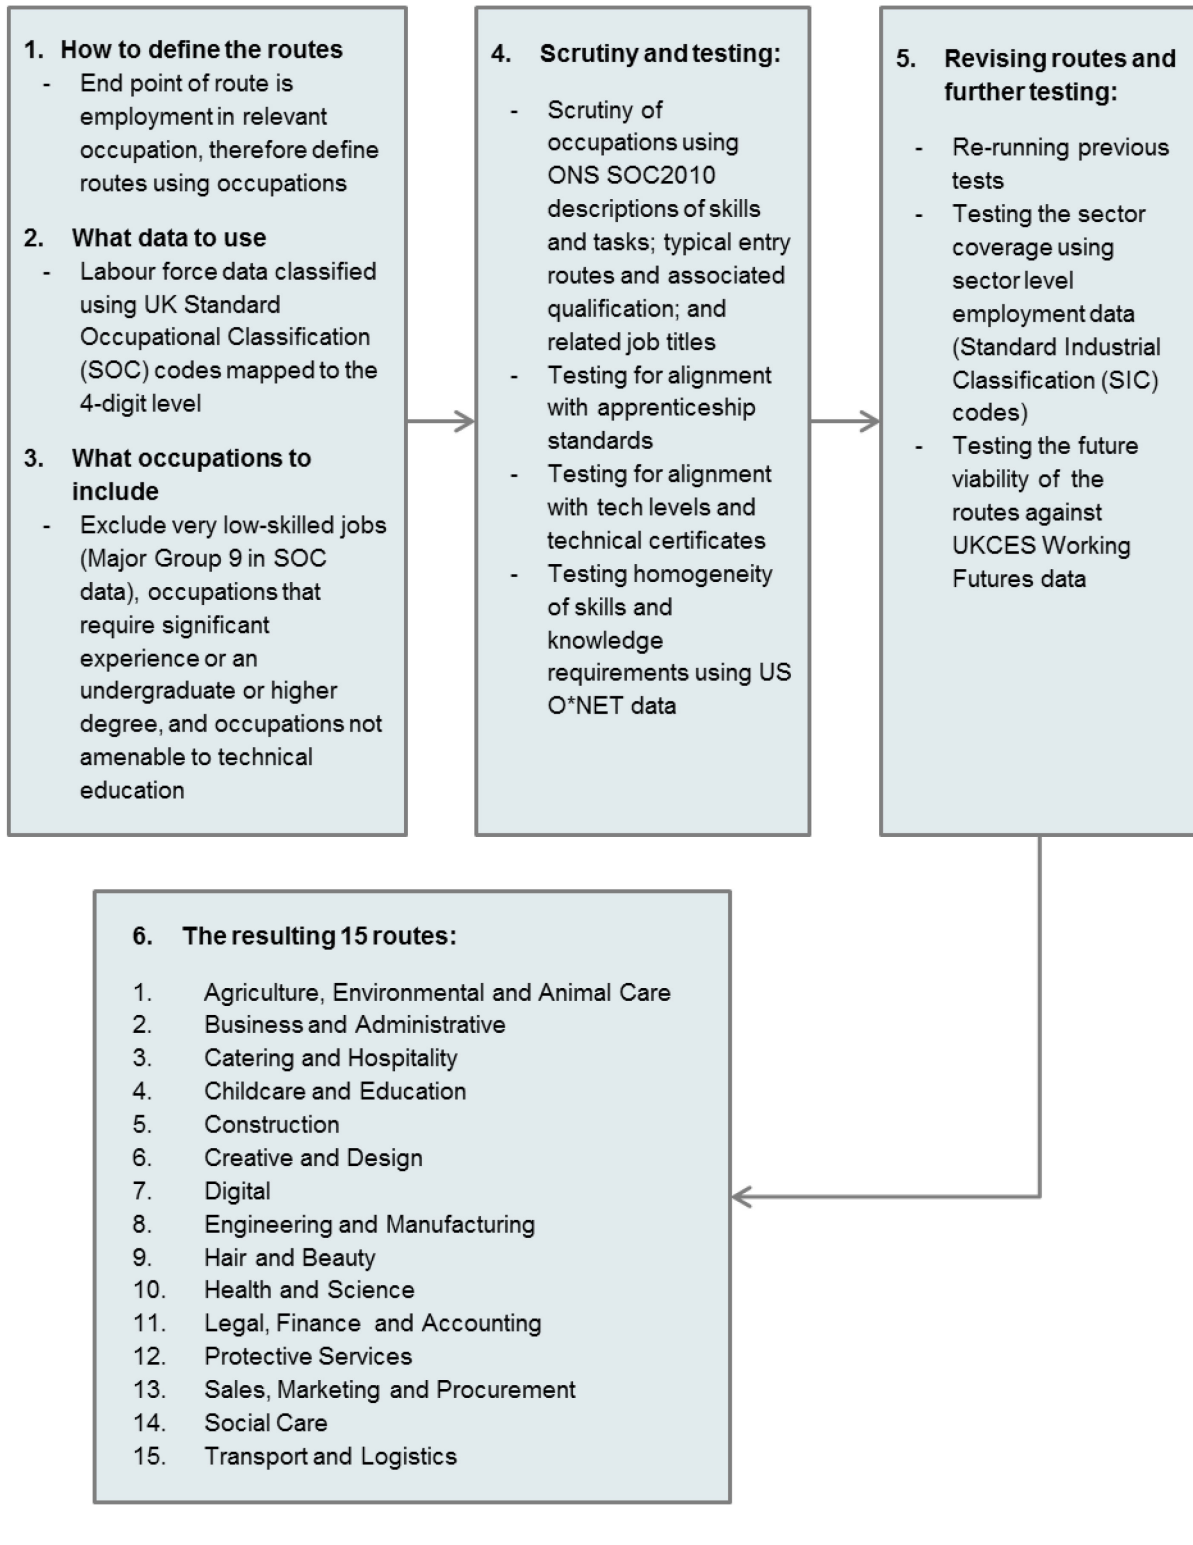 1. How to define the routes
- End point of route is
employment in relevant
occupation, therefore define
routes using occupations
2. What data to use
- Labour force data classified
using UK Standard
Occupational Classification
(SOC) codes mapped to the
4-digit level
3. What occupations to
include
- Exclude very low-skilled jobs
(Major Group 9 in SOC
data), occupations that
require significant
experience or an
undergraduate or higher
degree, and occupations not
amenable to technical
education
4. Scrutiny and testing:
- Scrutiny of
occupations using
ONS SOC2010
descriptions of skills
and tasks; typical entry
routes and associated
qualification; and
related job titles
- Testing for alignment
with apprenticeship
standards
- Testing for alignment
with tech levels and
technical certificates
- Testing homogeneity
of skills and
knowledge
requirements using US
O*NET data
5. Revising routes and
further testing:
- Re-running previous
tests
- Testing the sector
coverage using
sector level
employment data
(Standard Industrial
Classification (SIC)
codes)
- Testing the future
viability of the
routes against
UKCES Working
Futures data
6. The resulting 15 routes:
1. Agriculture, Environmental and Animal Care
2. Business and Administrative
3. Catering and Hospitality
4. Childcare and Education
5. Construction
6. Creative and Design
7. Digital
8. Engineering and Manufacturing
9. Hair and Beauty
10. Health and Science
11. Legal, Finance and Accounting
12. Protective Services
13. Sales, Marketing and Procurement
14. Social Care
15. Transport and Logistics